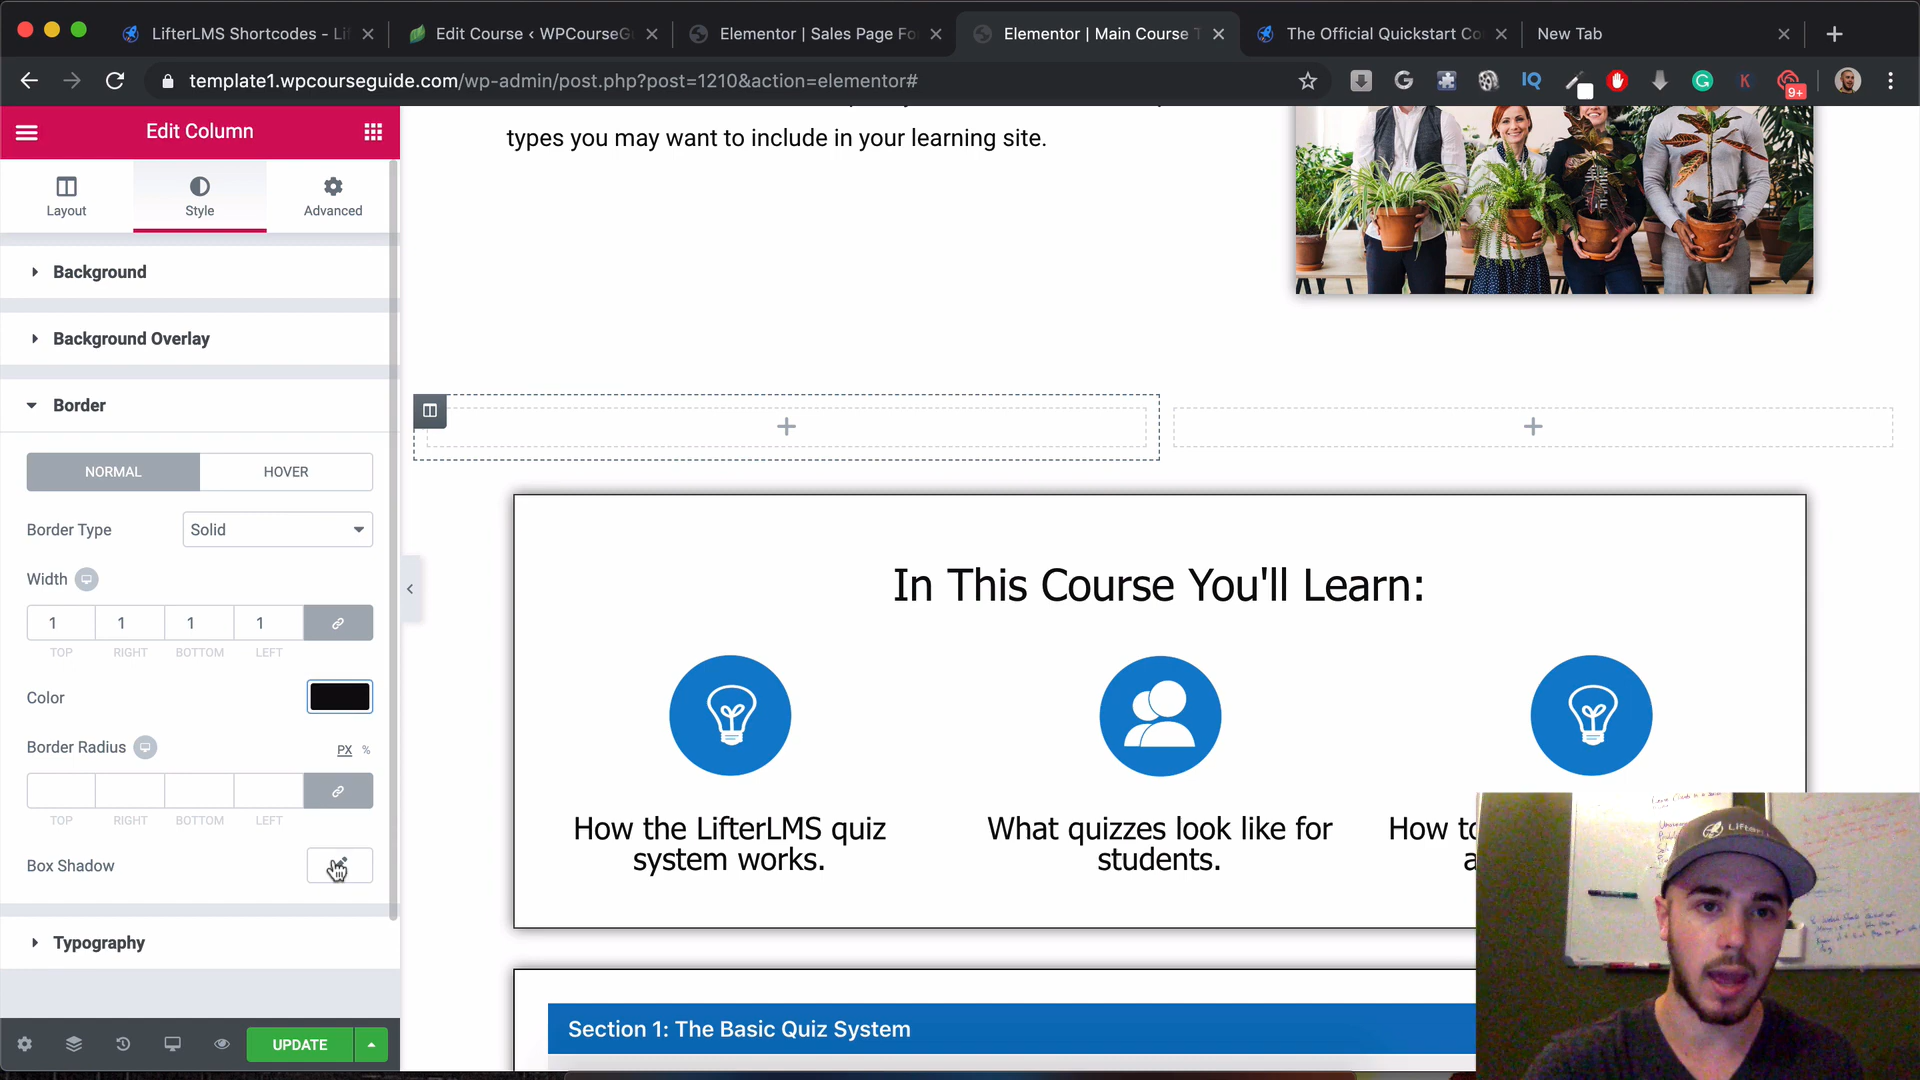 LifterLMS Shortcodes - Lif
Edit Course ‹ WPCourseG
Elementor | Sales Page Fo
Elementor | Main Course T
The Official Quickstart Co
New Tab
template1.wpcourseguide.com/wp-admin/post.php?post=1210&action=elementor#
IQ
K
9+
Edit Column
Layout
Style
Advanced
Background
Background Overlay
Border
NORMAL
HOVER
Border Type
Solid
Width
1
1
1
1
TOP
RIGHT
BOTTOM
LEFT
Color
Border Radius
PX
%
TOP
RIGHT
BOTTOM
LEFT
Box Shadow
Typography
UPDATE
types you may want to include in your learning site.
In This Course You'll Learn:
How the LifterLMS quiz
system works.
What quizzes look like for
students.
How to
a
Section 1: The Basic Quiz System